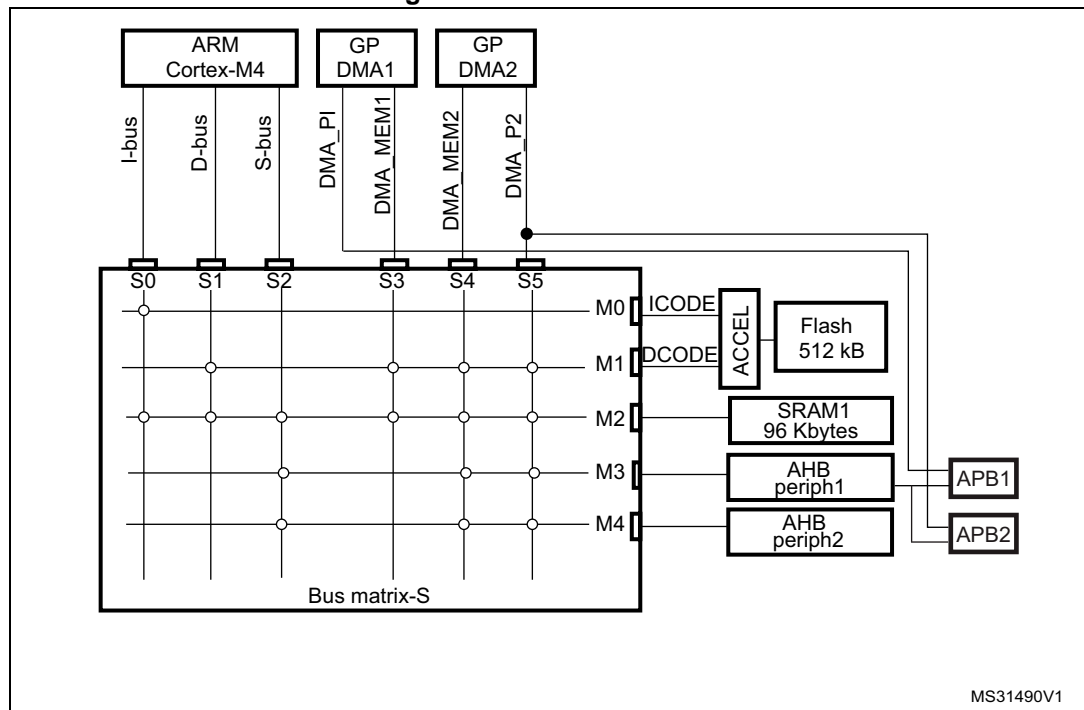 ARM
Cortex-M4
GP
DMA1
GP
DMA2
I-bus
D-bus
S-bus
DMA_PI
DMA_MEM1
DMA_MEM2
DMA_P2
S0
S1
S2
S3
S4
S5
M0
ICODE
M1
DCODE
ACCEL
Flash
512 kB
M2
SRAM1
96 Kbytes
M3
AHB
periph1
APB1
M4
AHB
periph2
APB2
Bus matrix-S
MS31490V1